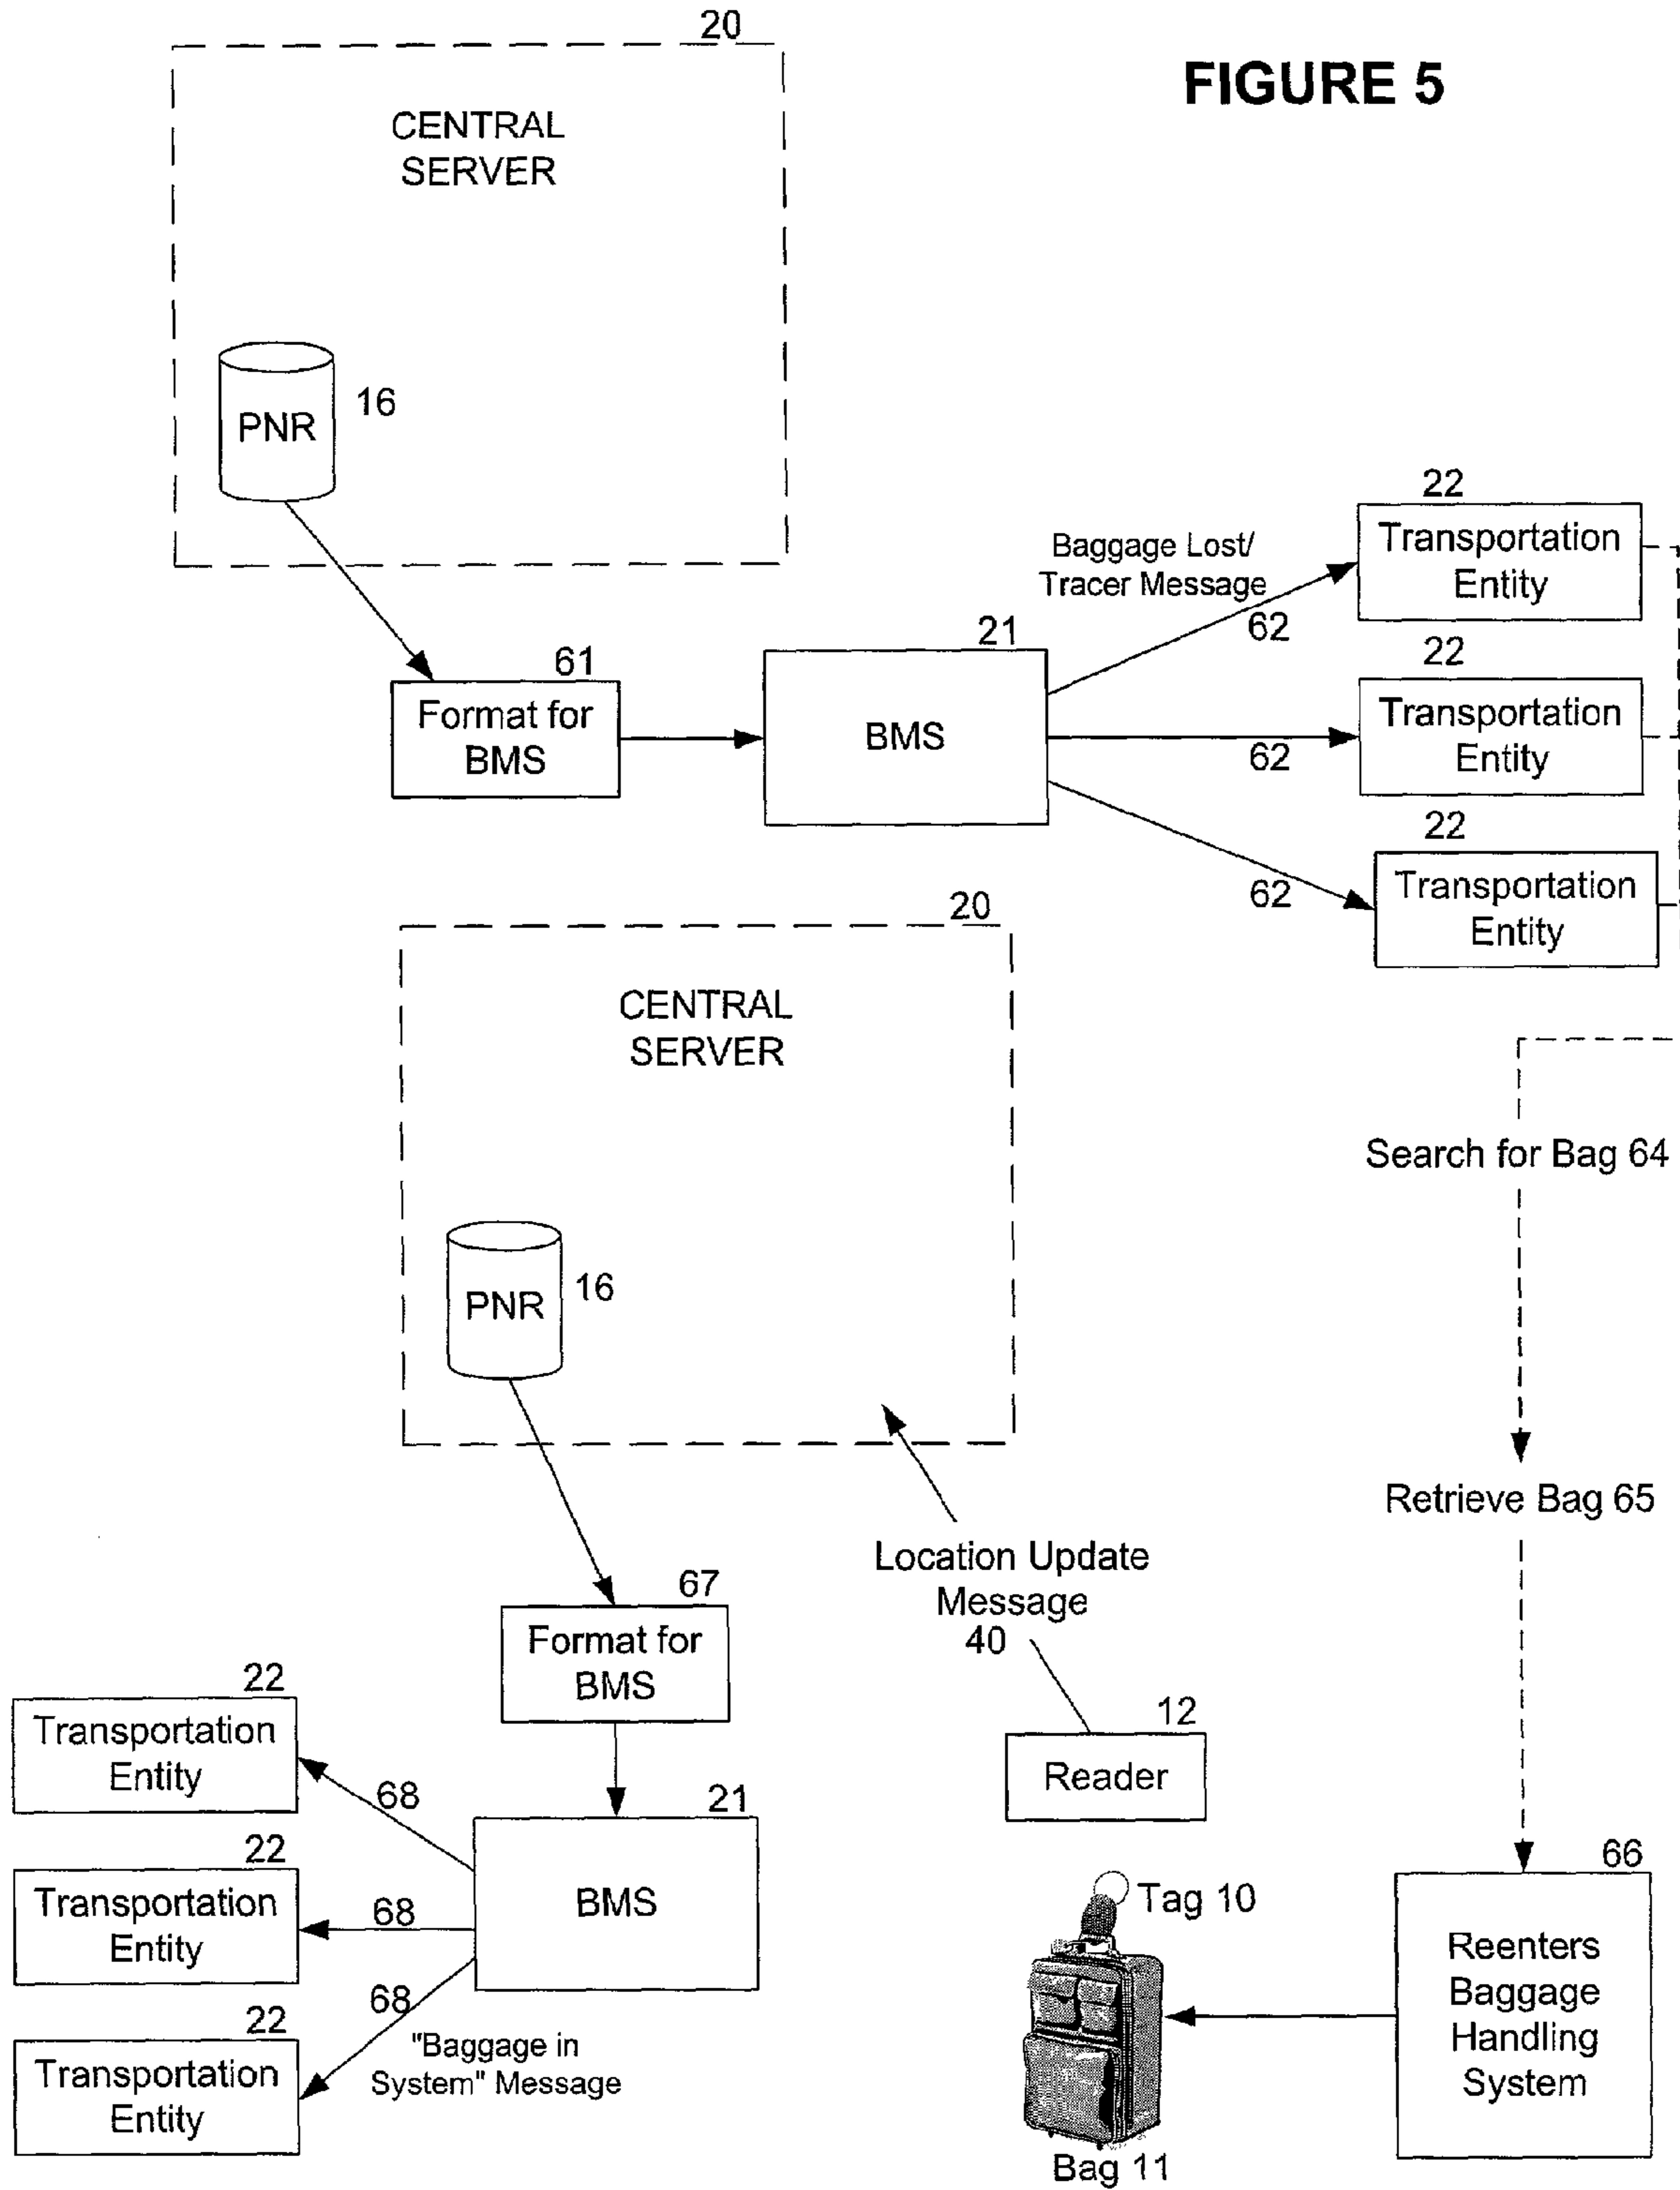 FIGURE 5
20
CENTRAL
SERVER
PNR
16
22
Transportation
Entity
Baggage Lost/
Tracer Message
62
61
Format for
BMS
21
BMS
22
Transportation
Entity
62
22
Transportation
Entity
62
20
CENTRAL
SERVER
PNR
16
Search for Bag 64
Retrieve Bag 65
Location Update
Message
40
67
Format for
BMS
12
Reader
22
Transportation
Entity
68
21
BMS
22
Transportation
Entity
68
22
Transportation
Entity
68
"Baggage in
System" Message
Tag 10
Bag 11
66
Reenters
Baggage
Handling
System